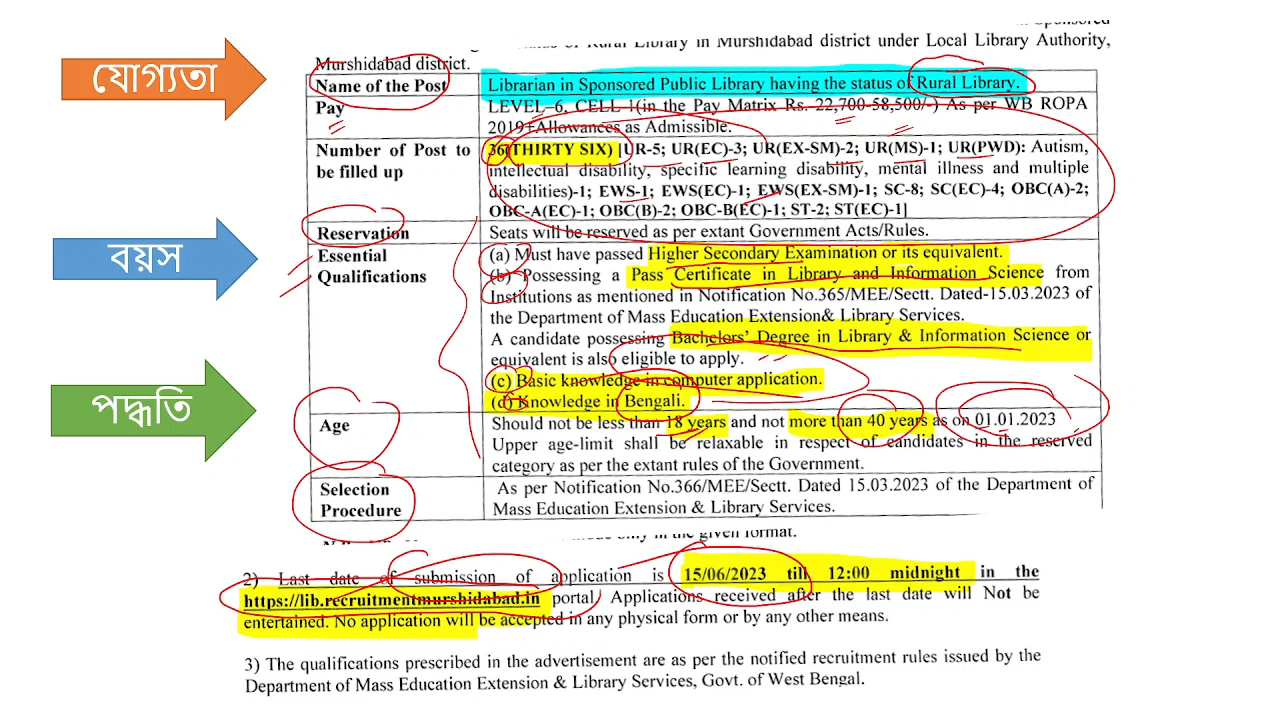 যোগ্যতা
বয়স
পদ্ধতি
Rural Library in Murshidabad district under Local Library Authority,
Murshidabad district.
Name of the Post
Librarian in Sponsored Public Library having the status of Rural Library.
Pay
LEVEL-6, CELL 1(in the Pay Matrix Rs. 22,700-58,500/-) As per WB ROPA
2019+Allowances as Admissible.
Number of Post to
be filled up
36(THIRTY SIX) [UR-5; UR(EC)-3; UR(EX-SM)-2; UR(MS)-1; UR(PWD): Autism,
intellectual disability, specific learning disability, mental illness and multiple
disabilities)-1; EWS-1; EWS(EC)-1; EWS(EX-SM)-1; SC-8; SC(EC)-4; OBC(A)-2;
OBC-A(EC)-1; OBC(B)-2; OBC-B(EC)-1; ST-2; ST(EC)-1]
Reservation
Seats will be reserved as per extant Government Acts/Rules.
Essential
Qualifications
(a) Must have passed Higher Secondary Examination or its equivalent.
(b) Possessing a Pass Certificate in Library and Information Science from
Institutions as mentioned in Notification No.365/MEE/Sectt. Dated-15.03.2023 of
the Department of Mass Education Extension& Library Services.
A candidate possessing Bachelors' Degree in Library & Information Science or
equivalent is also eligible to apply.
(c) Basic knowledge in computer application.
(d) Knowledge in Bengali.
Age
Should not be less than 18 years and not more than 40 years as on 01.01.2023
Upper age-limit shall be relaxable in respect of candidates in the reserved
category as per the extant rules of the Government.
Selection
Procedure
As per Notification No.366/MEE/Sectt. Dated 15.03.2023 of the Department of
Mass Education Extension & Library Services.
only in the given format.
2) Last date of submission of application is 15/06/2023 till 12:00 midnight in the
https://lib.recruitmentmurshidabad.in portal. Applications received after the last date will Not be
entertained. No application will be accepted in any physical form or by any other means.
3) The qualifications prescribed in the advertisement are as per the notified recruitment rules issued by the
Department of Mass Education Extension & Library Services, Govt. of West Bengal.